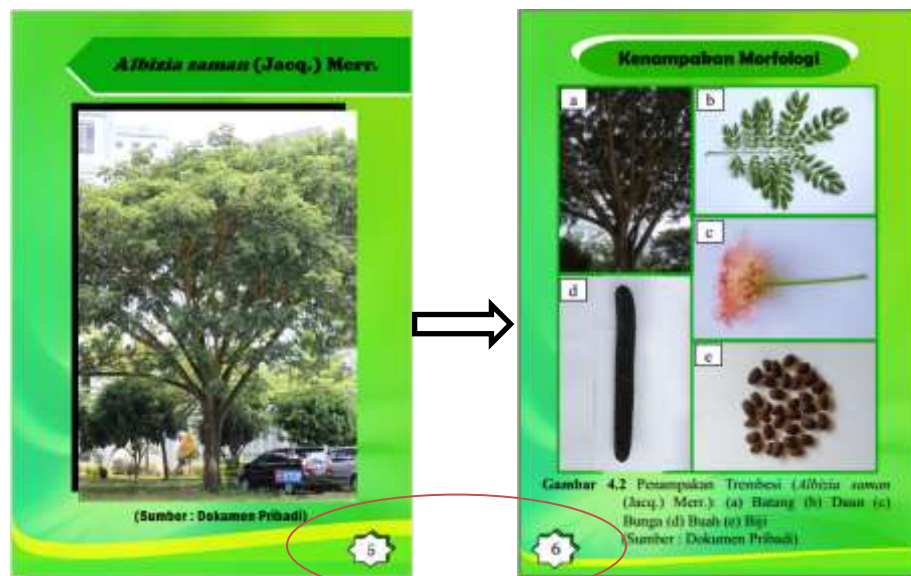 Albizia saman (Jacq.) Merr.
(Sumber : Dokumen Pribadi)
5
Kenampakan Morfologi
a
b
c
d
e
Gambar 4.2 Penampakan Trembesi (Albizia saman
(Jacq.) Merr.): (a) Batang (b) Daun (c)
Bunga (d) Buah (e) Biji
(Sumber : Dokumen Pribadi)
6